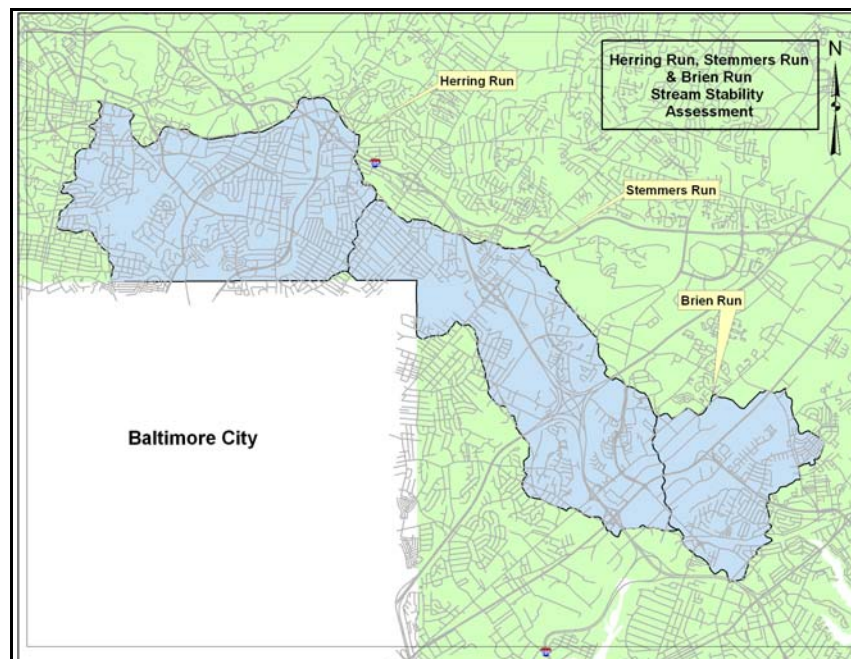 Herring Run, Stemmers Run
& Brien Run
Stream Stability
Assessment
N
Herring Run
Stemmers Run
Brien Run
Baltimore City